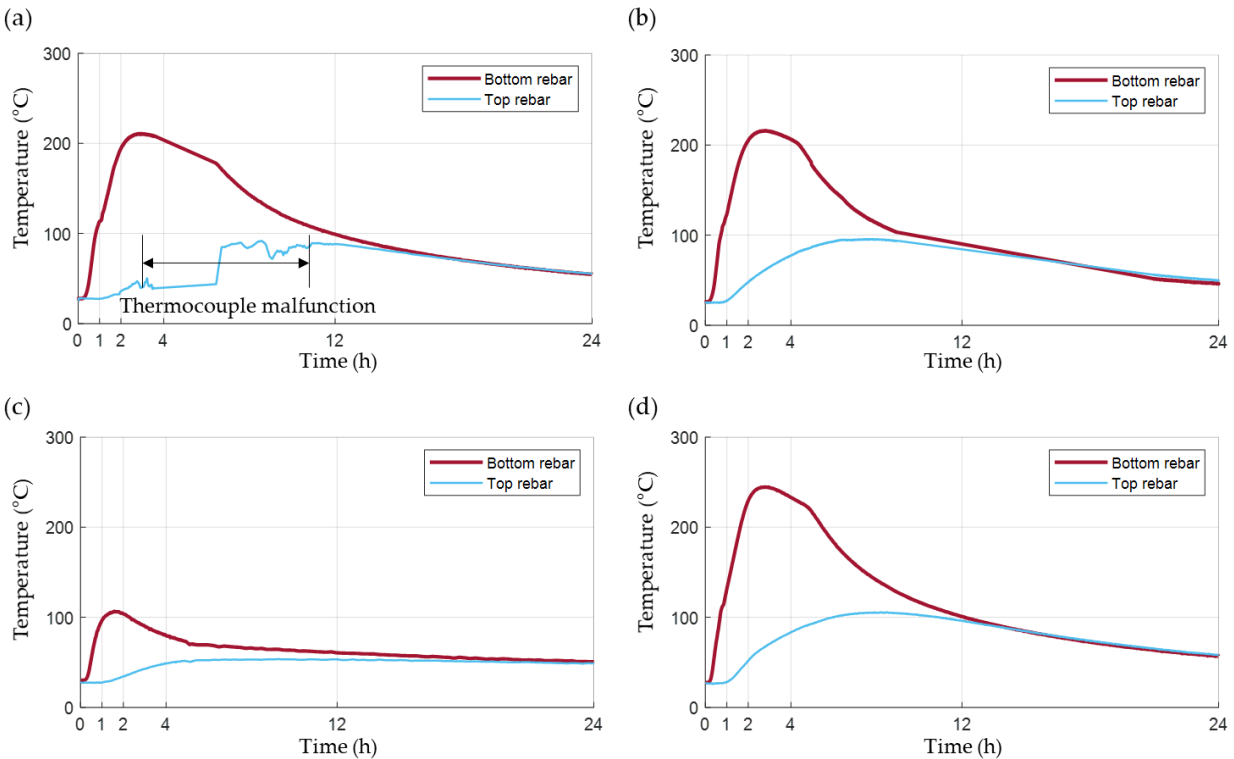 (a)
300
200
100
0
Temperature (°C)
Bottom rebar
Top rebar
Thermocouple malfunction
0 1 2 4 12 24
Time (h)
(b)
300
200
100
0
Temperature (°C)
Bottom rebar
Top rebar
0 1 2 4 12 24
Time (h)
(c)
300
200
100
0
Temperature (°C)
Bottom rebar
Top rebar
0 1 2 4 12 24
Time (h)
(d)
300
200
100
0
Temperature (°C)
Bottom rebar
Top rebar
0 1 2 4 12 24
Time (h)